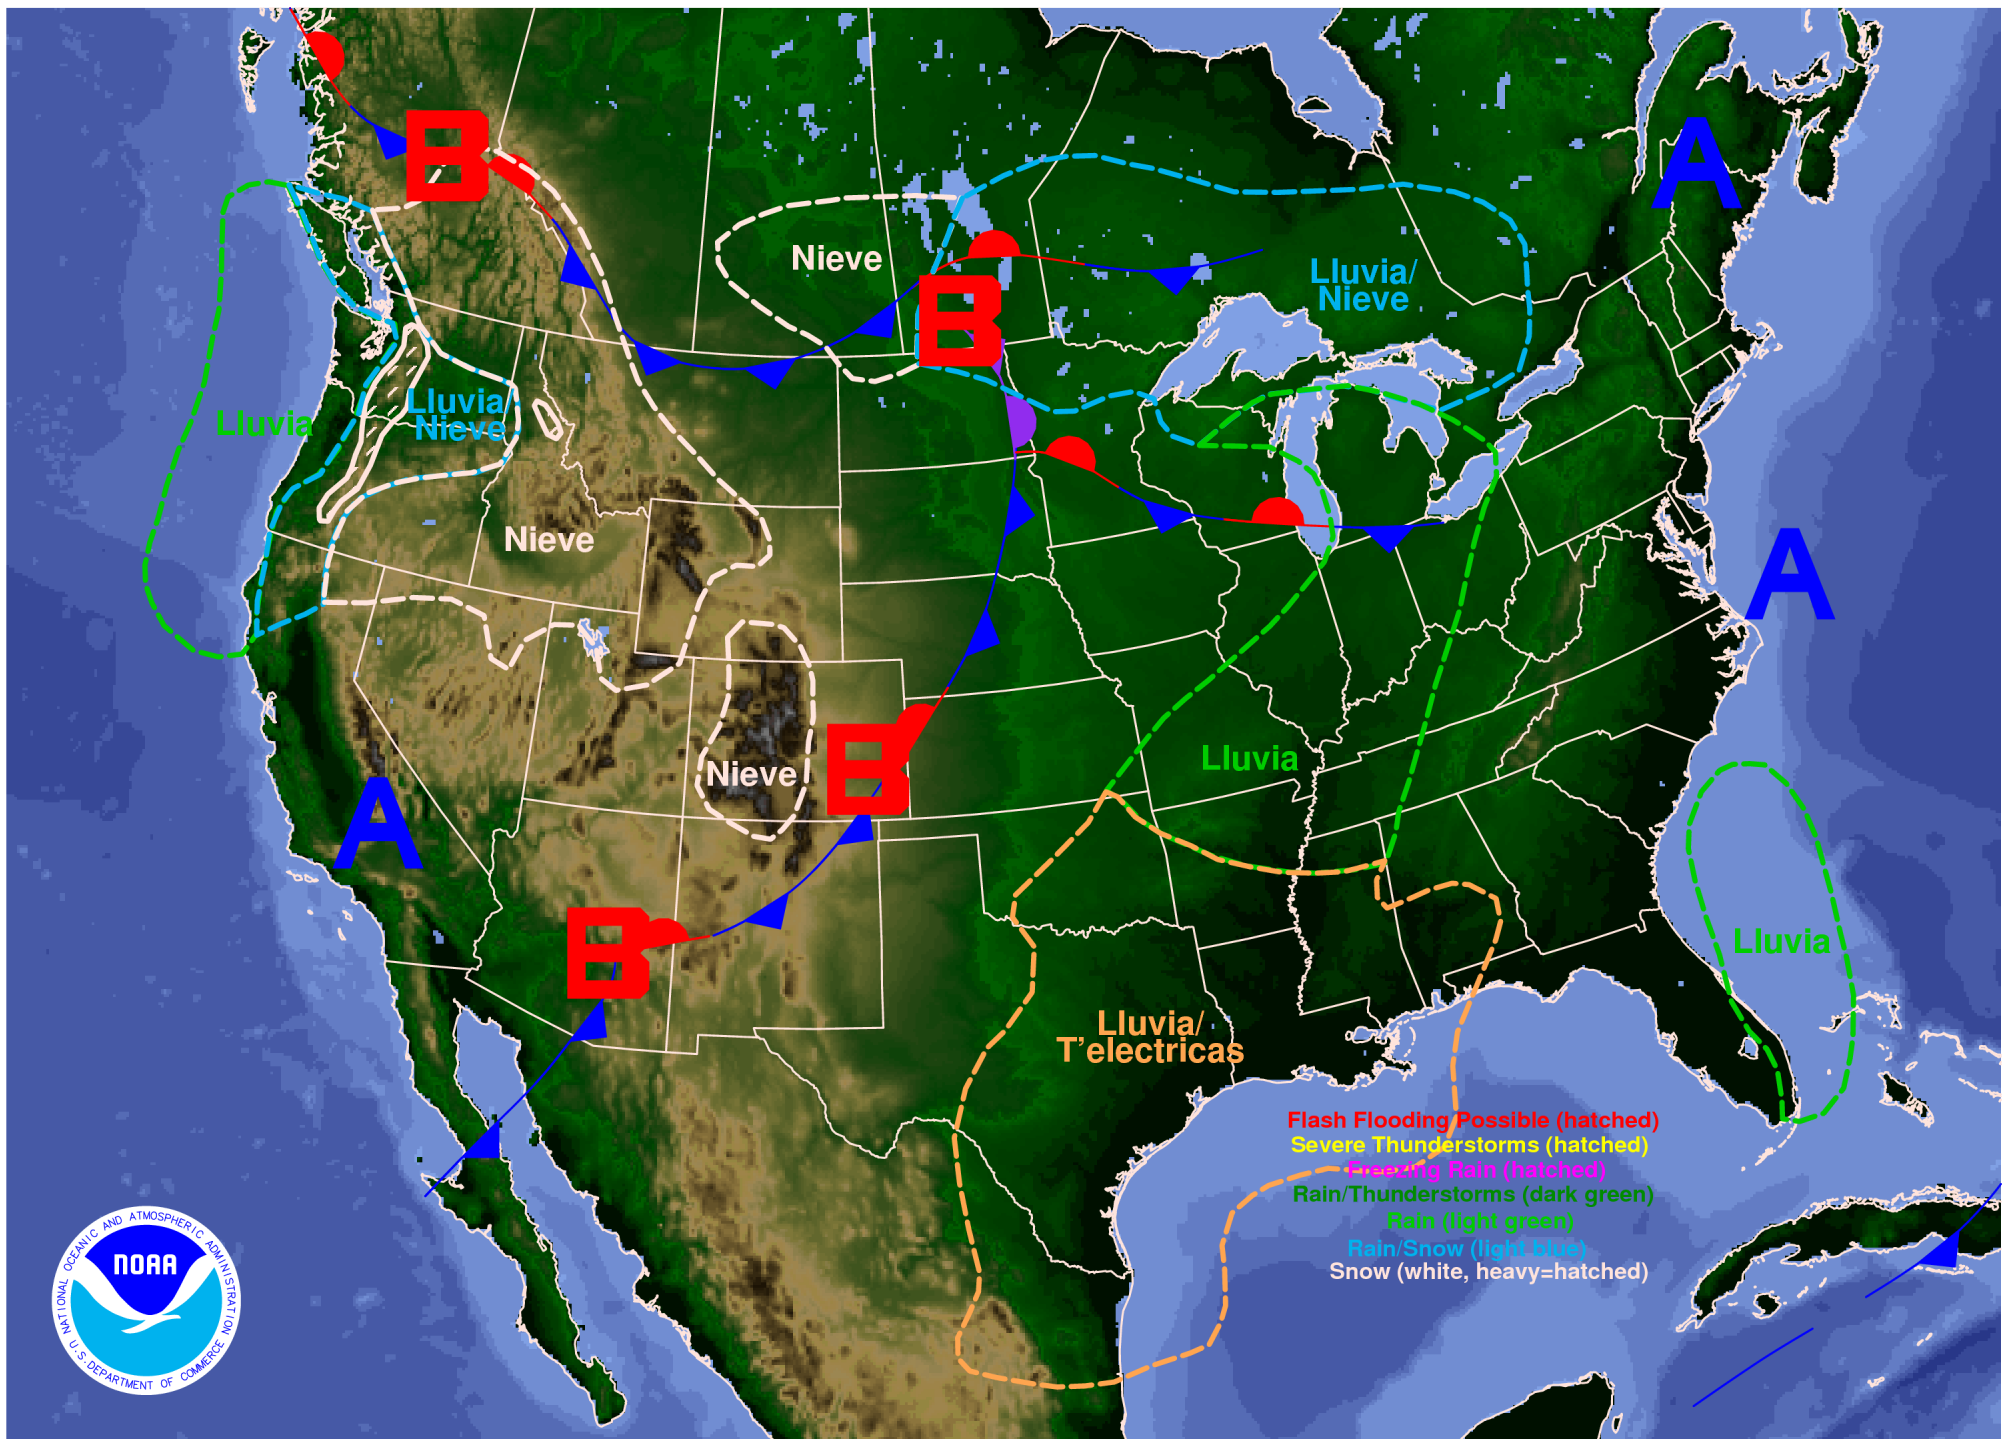 B
A
Nieve
Lluvia/
Nieve
B
Lluvia
Lluvia/
Nieve
Nieve
A
Nieve
B
Lluvia
A
B
Lluvia
Lluvia/
T'electricas
Flash Flooding Possible (hatched)
Severe Thunderstorms (hatched)
Freezing Rain (hatched)
Rain/Thunderstorms (dark green)
Rain (light green)
Rain/Snow (light blue)
Snow (white, heavy=hatched)
NATIONAL OCEANIC AND ATMOSPHERIC ADMINISTRATION
NOAA
U.S. DEPARTMENT OF COMMERCE